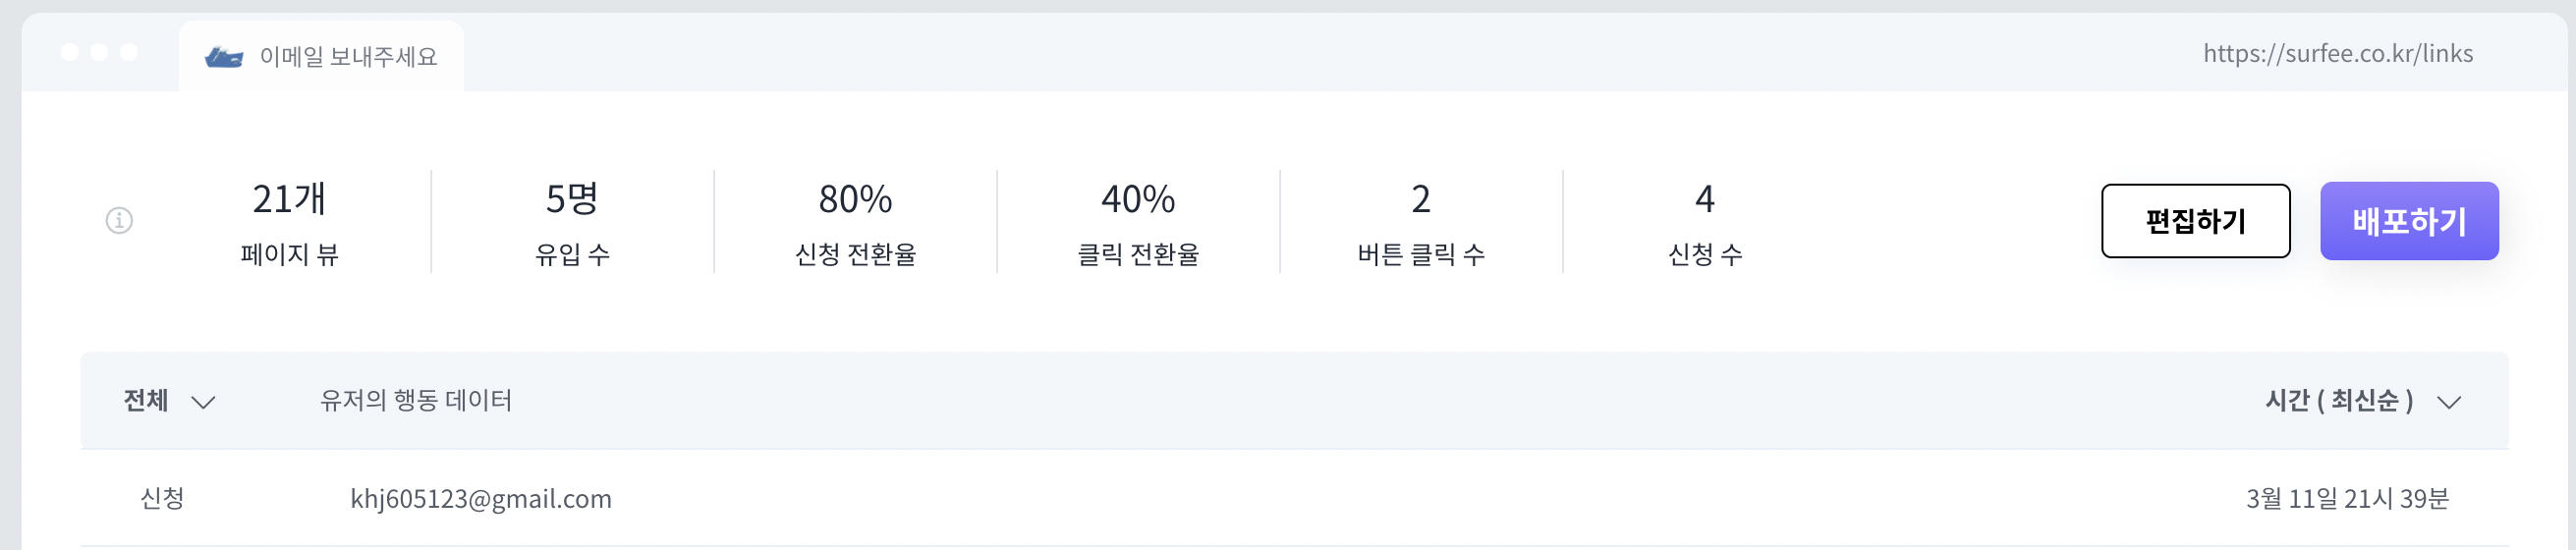 이메일 보내주세요
https://surfee.co.kr/links
21개
페이지 뷰
5명
유입 수
80%
신청 전환율
40%
클릭 전환율
2
버튼 클릭 수
4
신청 수
편집하기
배포하기
전체
유저의 행동 데이터
시간 ( 최신순 )
신청
khj605123@gmail.com
3월 11일 21시 39분